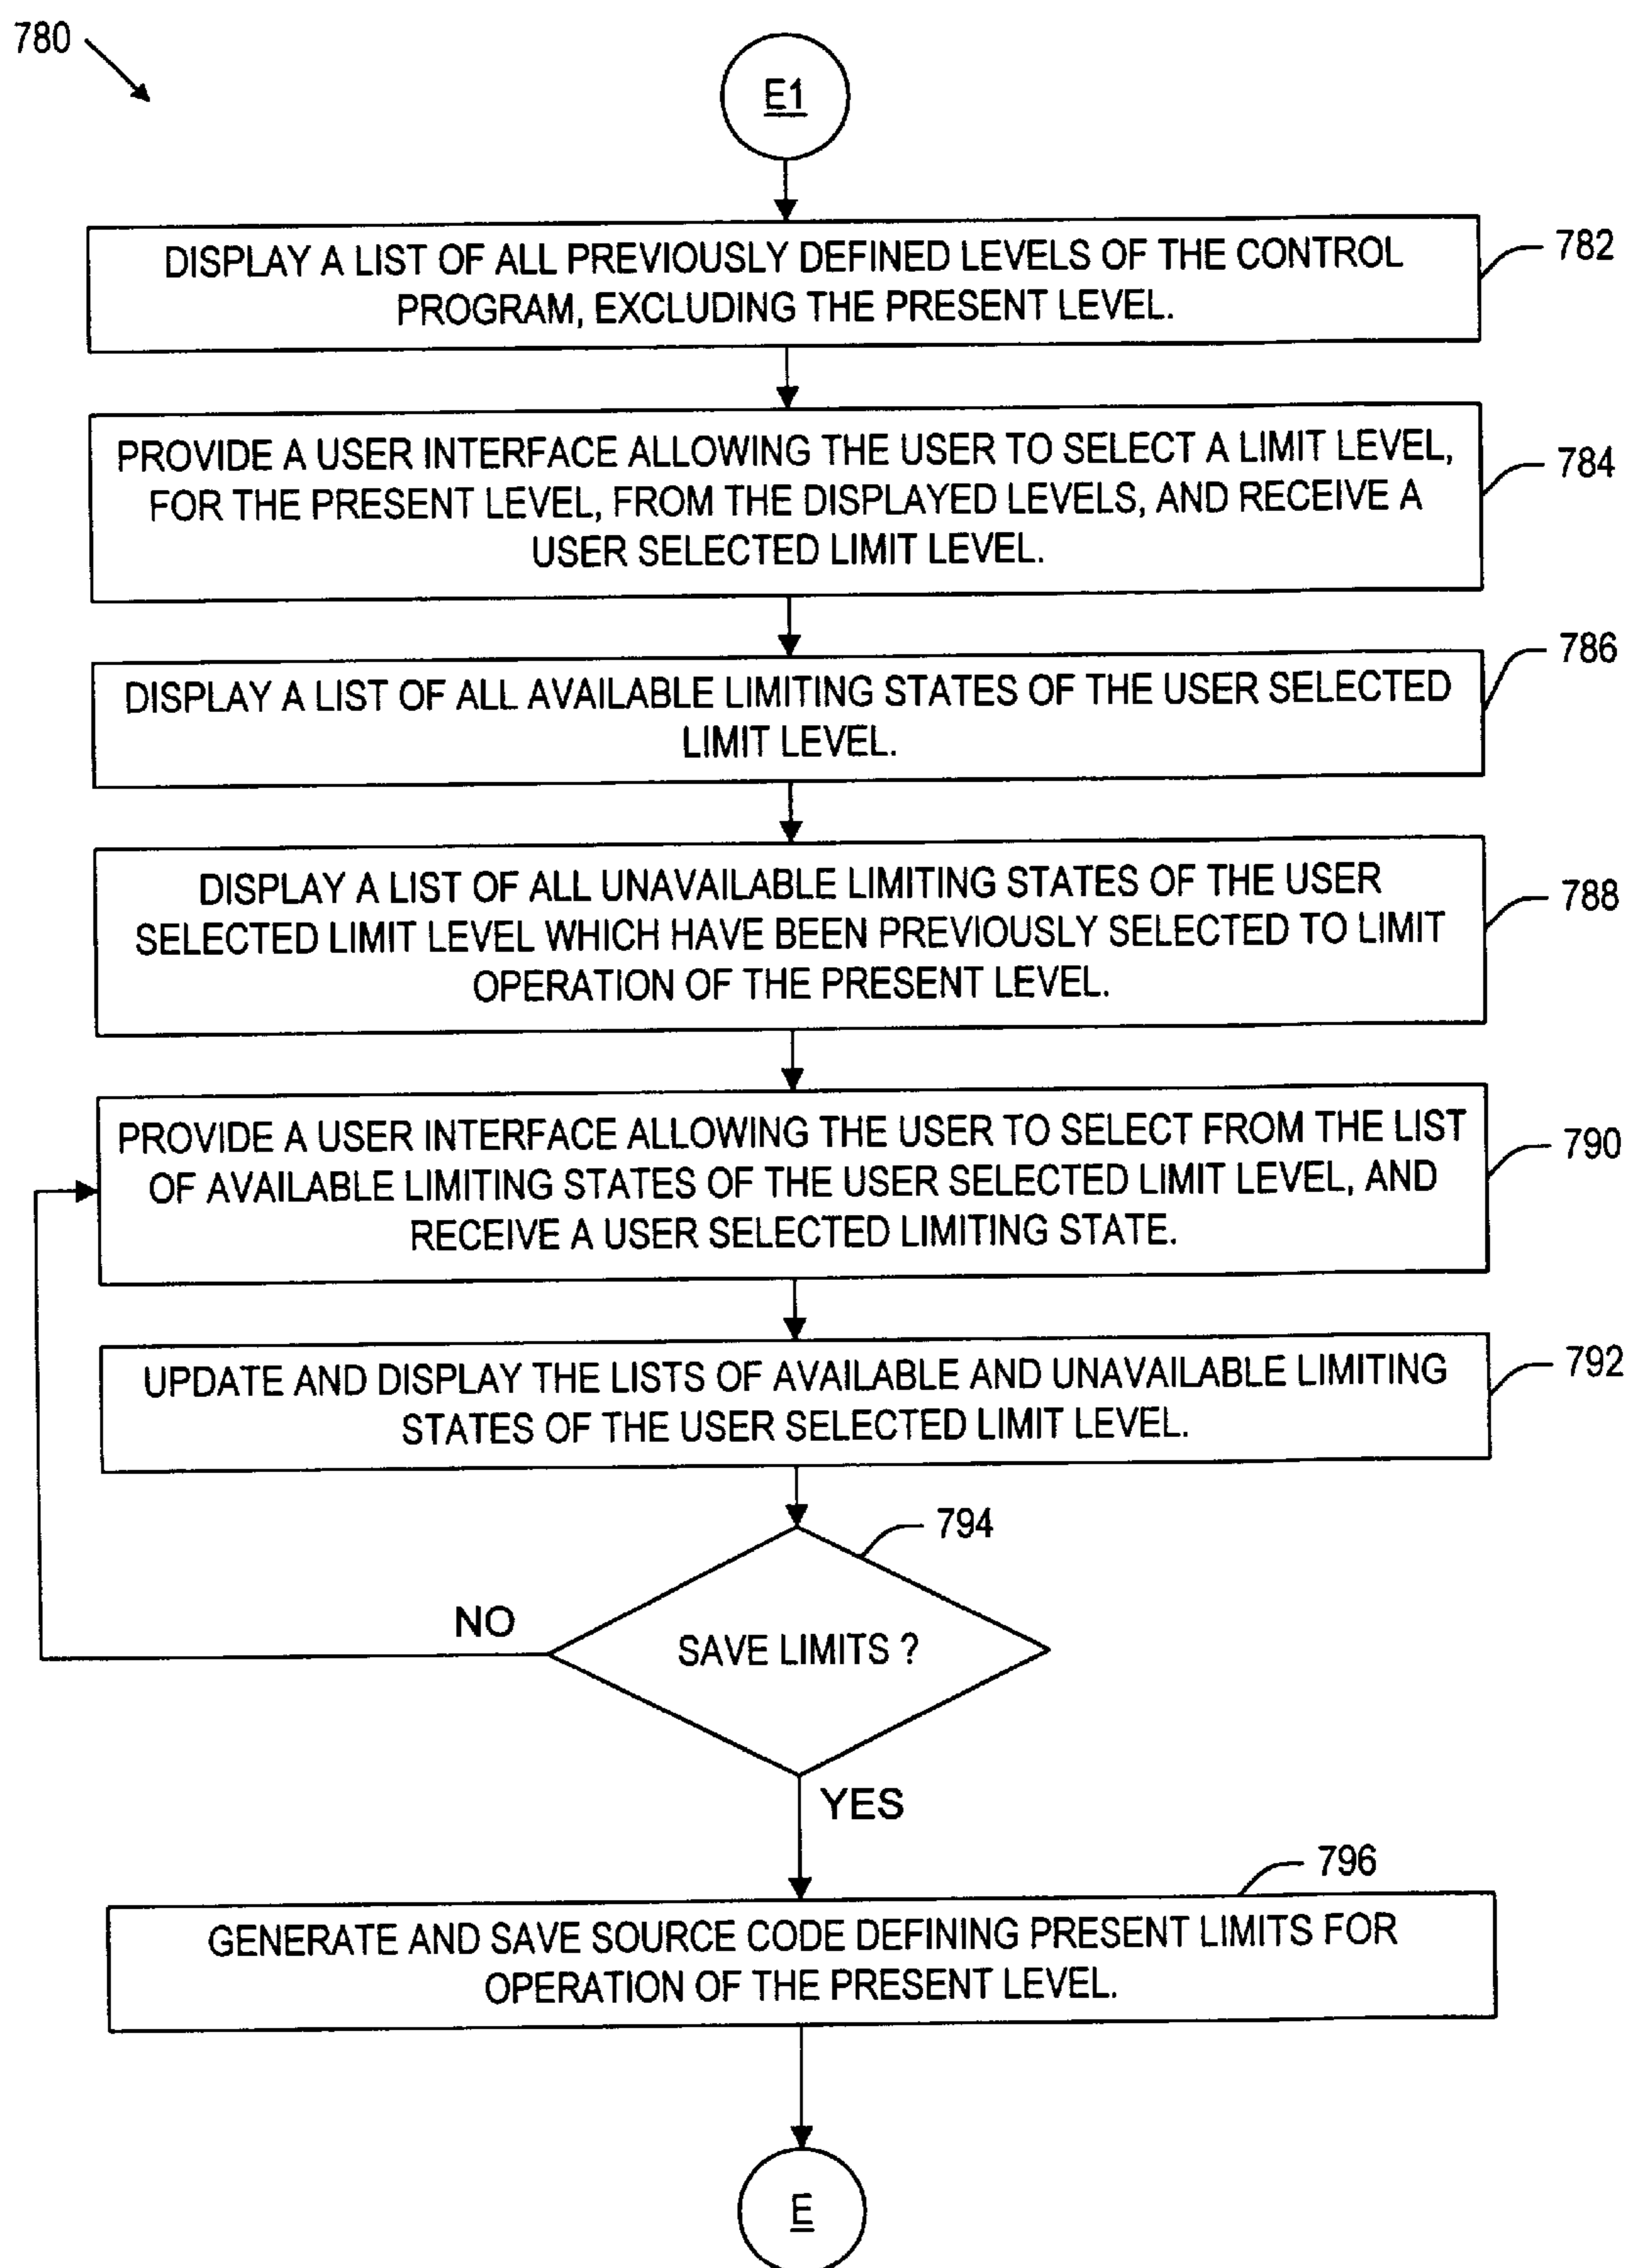 780
E1
DISPLAY A LIST OF ALL PREVIOUSLY DEFINED LEVELS OF THE CONTROL
PROGRAM, EXCLUDING THE PRESENT LEVEL.
782
PROVIDE A USER INTERFACE ALLOWING THE USER TO SELECT A LIMIT LEVEL,
FOR THE PRESENT LEVEL, FROM THE DISPLAYED LEVELS, AND RECEIVE A
USER SELECTED LIMIT LEVEL.
784
DISPLAY A LIST OF ALL AVAILABLE LIMITING STATES OF THE USER SELECTED
LIMIT LEVEL.
786
DISPLAY A LIST OF ALL UNAVAILABLE LIMITING STATES OF THE USER
SELECTED LIMIT LEVEL WHICH HAVE BEEN PREVIOUSLY SELECTED TO LIMIT
OPERATION OF THE PRESENT LEVEL.
788
PROVIDE A USER INTERFACE ALLOWING THE USER TO SELECT FROM THE LIST
OF AVAILABLE LIMITING STATES OF THE USER SELECTED LIMIT LEVEL, AND
RECEIVE A USER SELECTED LIMITING STATE.
790
UPDATE AND DISPLAY THE LISTS OF AVAILABLE AND UNAVAILABLE LIMITING
STATES OF THE USER SELECTED LIMIT LEVEL.
792
794
NO
SAVE LIMITS ?
YES
796
GENERATE AND SAVE SOURCE CODE DEFINING PRESENT LIMITS FOR
OPERATION OF THE PRESENT LEVEL.
E